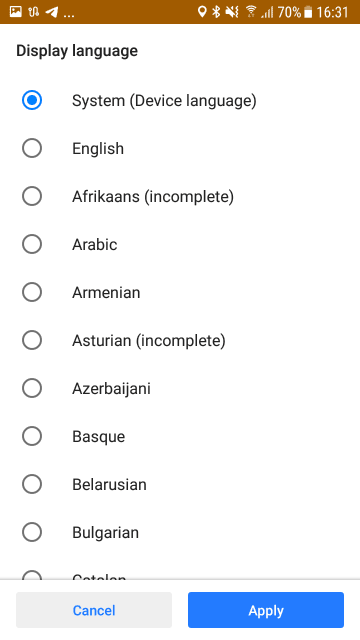 ... 70% 16:31
Display language
System (Device language)
English
Afrikaans (incomplete)
Arabic
Armenian
Asturian (incomplete)
Azerbaijani
Basque
Belarusian
Bulgarian
Catalan
Cancel Apply